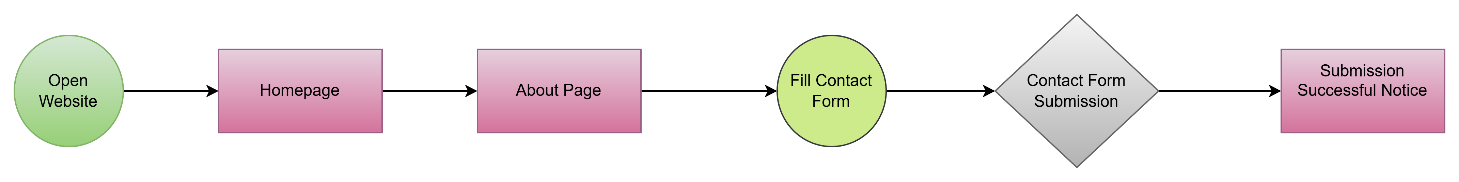 Open
Website
Homepage
About Page
Fill Contact
Form
Contact Form
Submission
Submission
Successful Notice